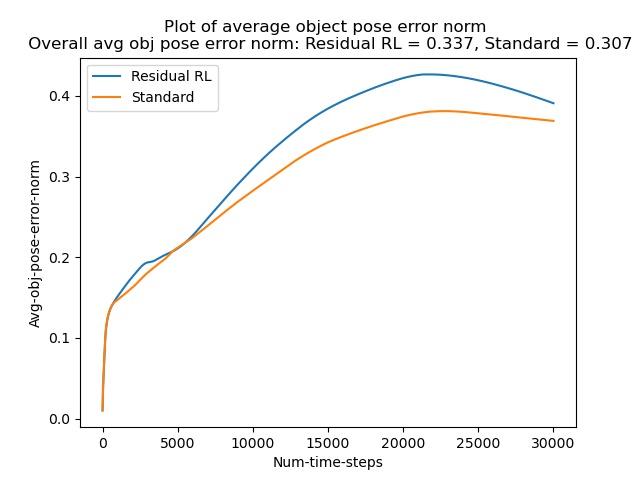 Plot of average object pose error norm
Overall avg obj pose error norm: Residual RL = 0.337, Standard = 0.307
Residual RL
Standard
0.4
0.3
0.2
0.1
0.0
Avg-obj-pose-error-norm
0 5000 10000 15000 20000 25000 30000
Num-time-steps